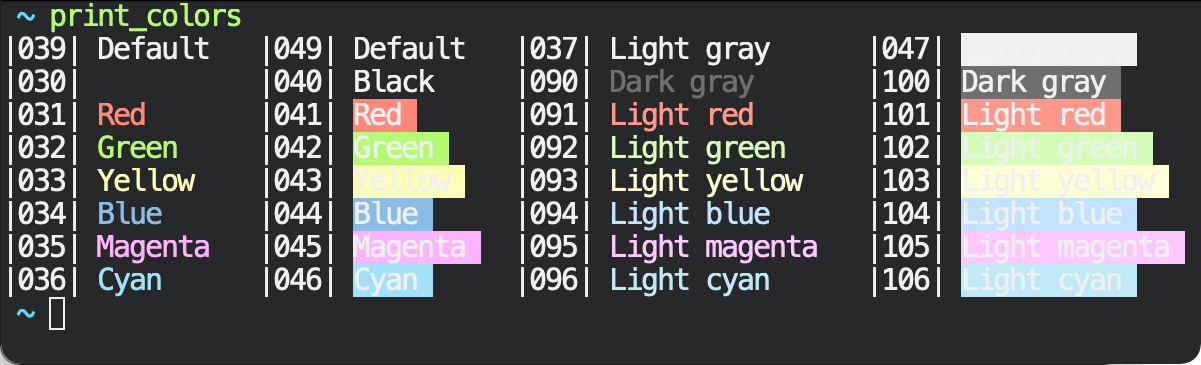 ~ print_colors
|039| Default |049| Default |037| Light gray |047|
|030| |040| Black |090| Dark gray |100| Dark gray
|031| Red |041| Red |091| Light red |101| Light red
|032| Green |042| Green |092| Light green |102| Light green
|033| Yellow |043| Yellow |093| Light yellow |103| Light yellow
|034| Blue |044| Blue |094| Light blue |104| Light blue
|035| Magenta |045| Magenta |095| Light magenta |105| Light magenta
|036| Cyan |046| Cyan |096| Light cyan |106| Light cyan
~